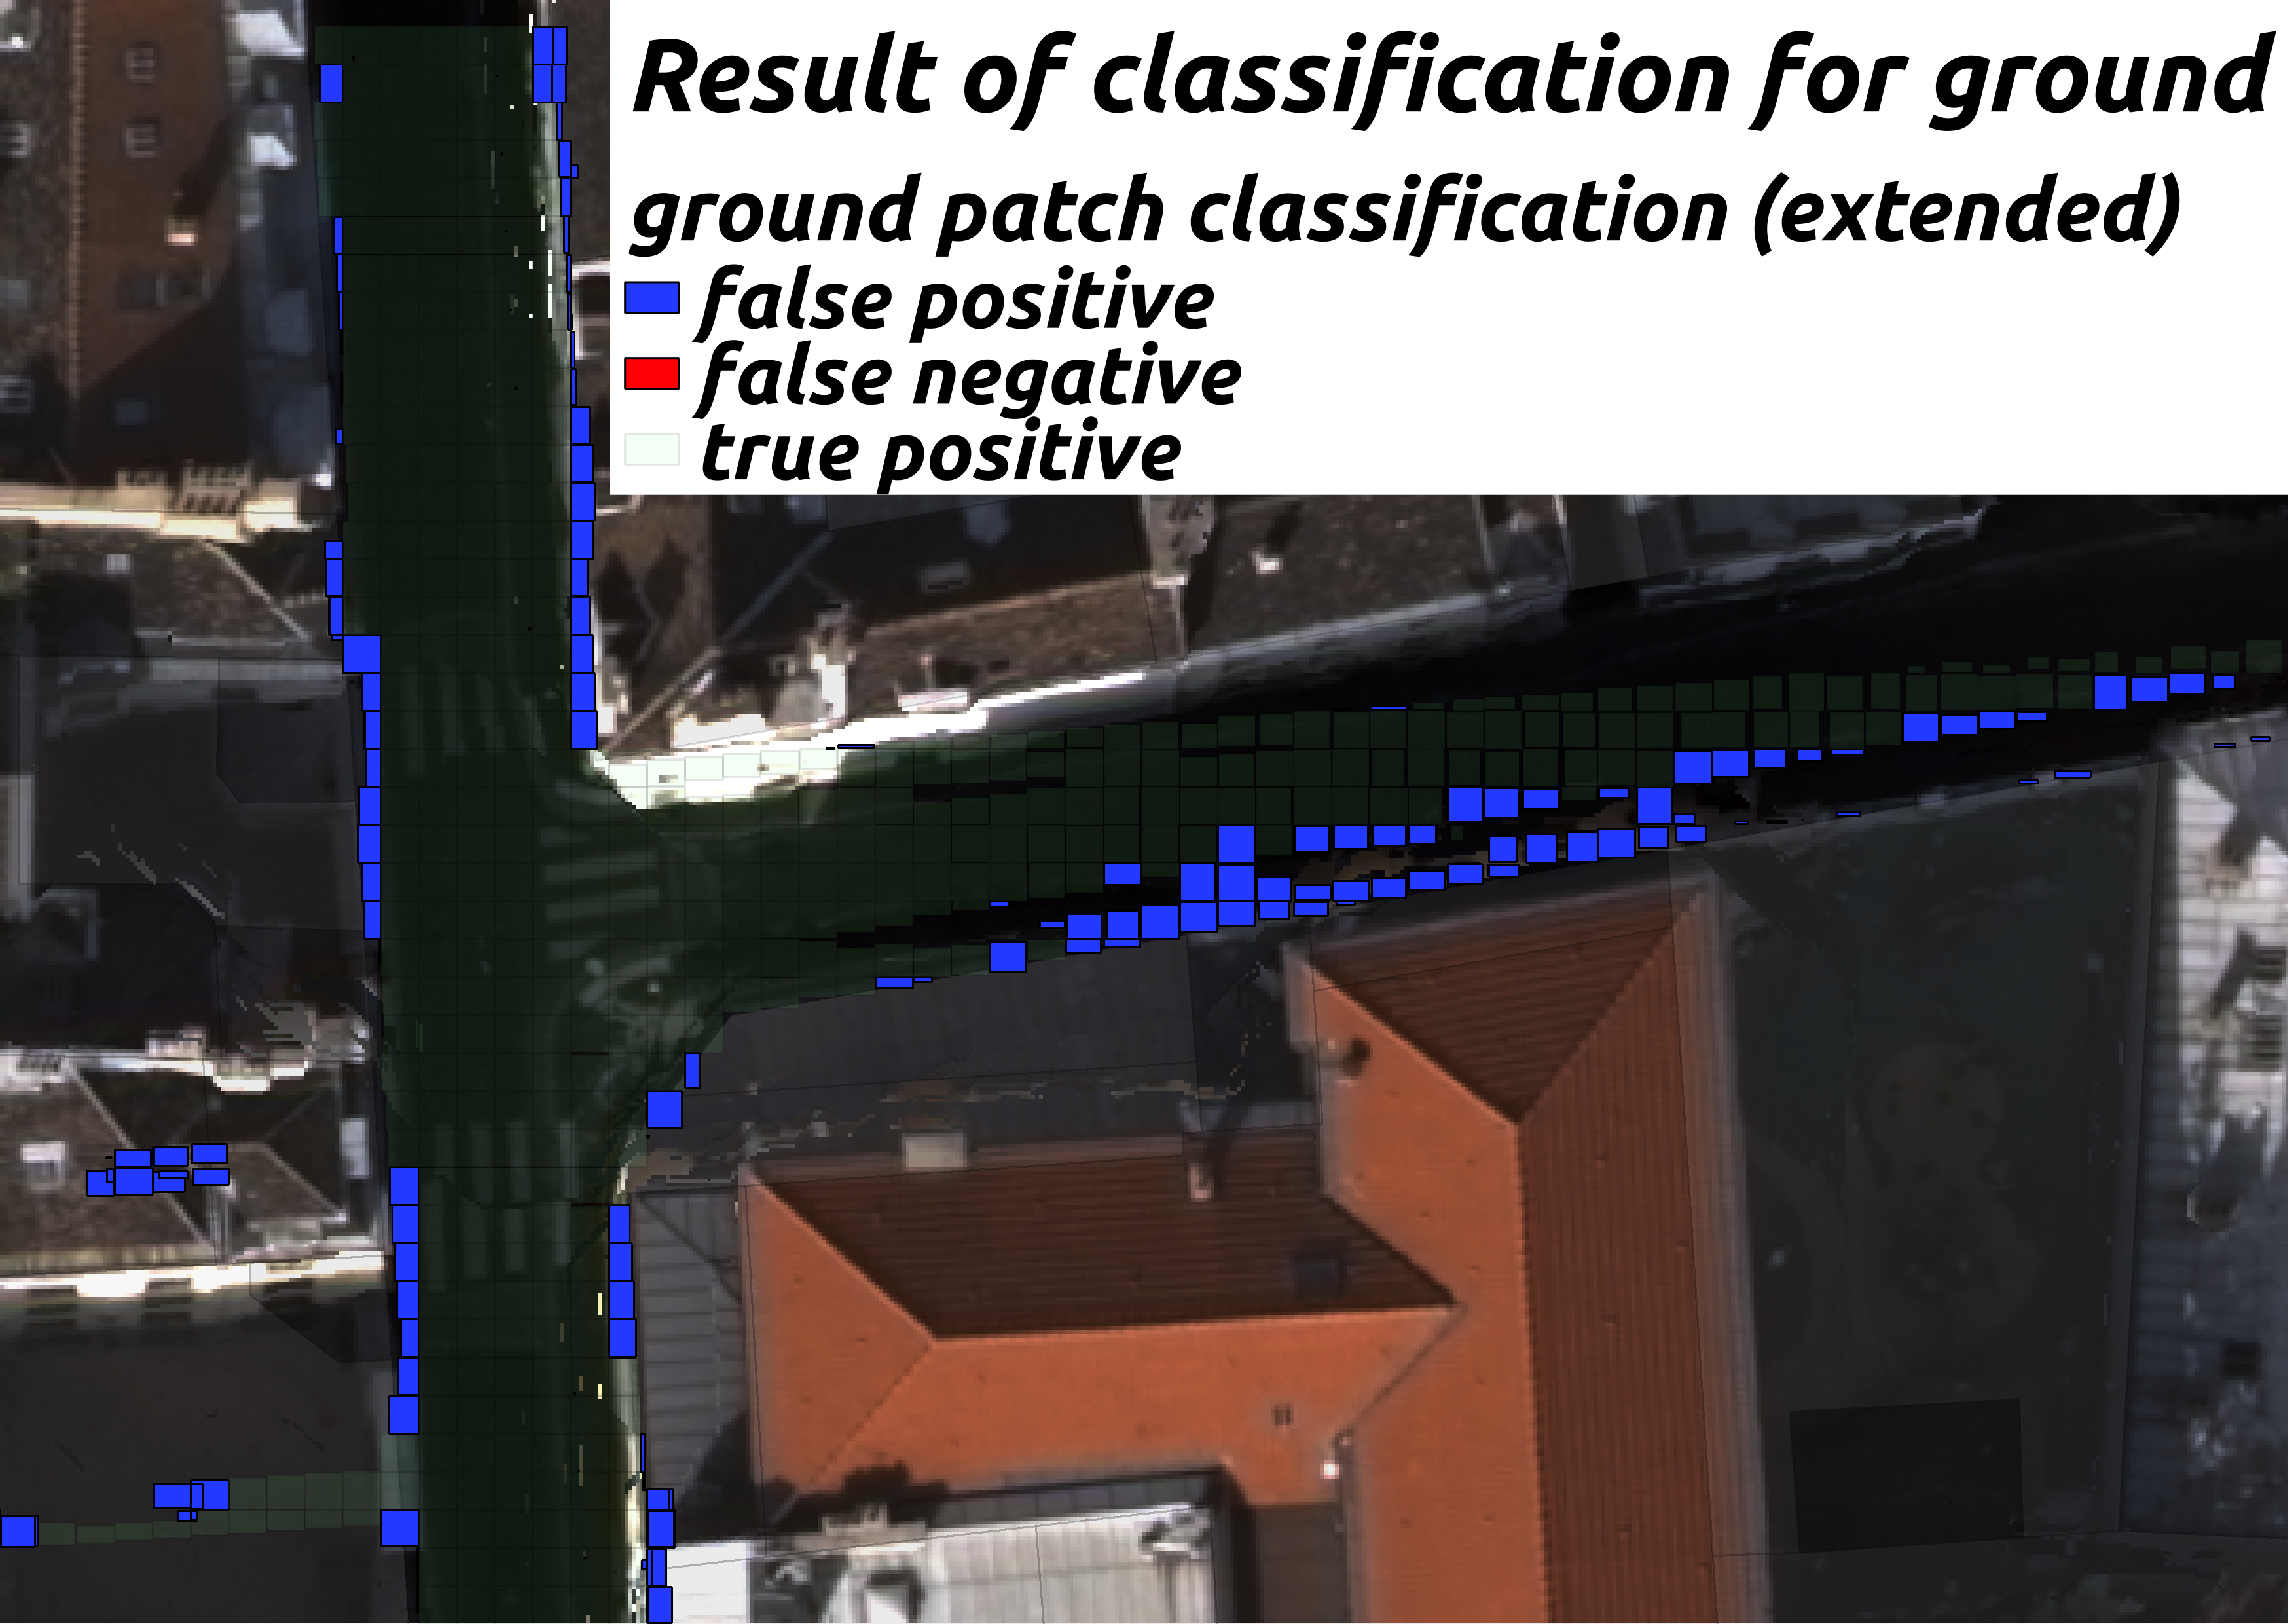 Result of classification for ground
ground patch classification (extended)
false positive
false negative
true positive